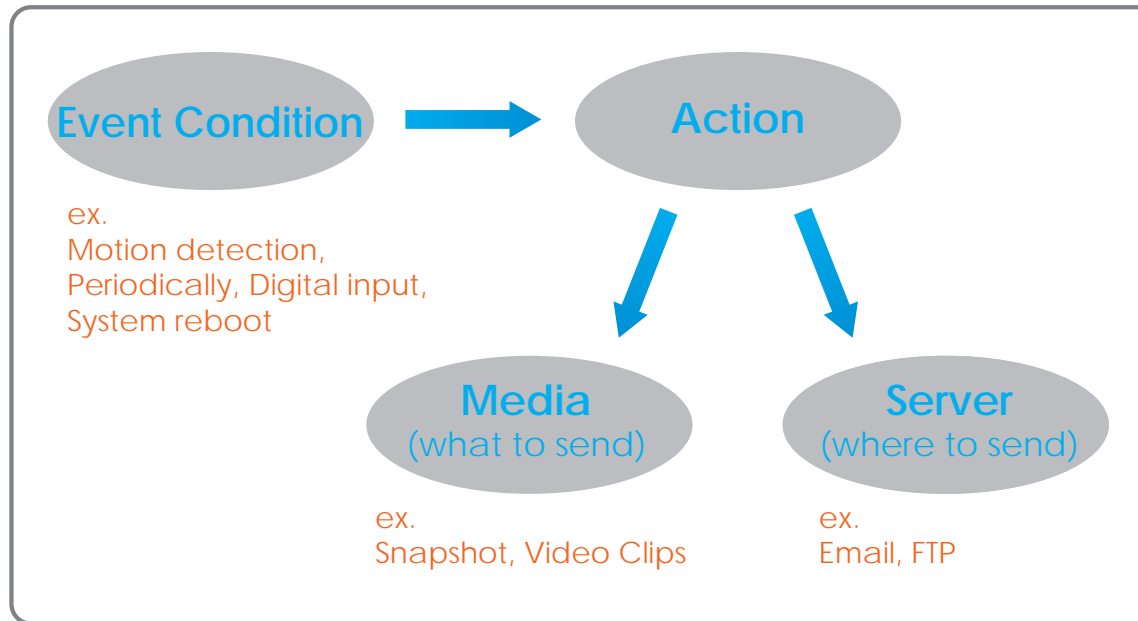 Event Condition
Action
ex.
Motion detection,
Periodically, Digital input,
System reboot
Media
(what to send)
Server
(where to send)
ex.
Snapshot, Video Clips
ex.
Email, FTP